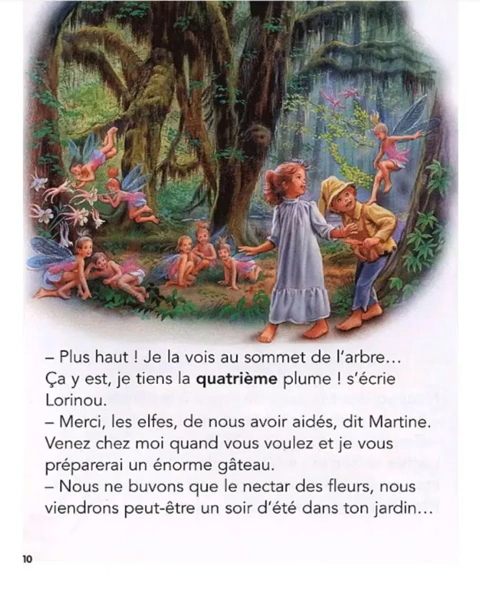 – Plus haut ! Je la vois au sommet de l'arbre...
Ça y est, je tiens la quatrième plume ! s'écrie
Lorinou.
– Merci, les elfes, de nous avoir aidés, dit Martine.
Venez chez moi quand vous voulez et je vous
préparerai un énorme gâteau.
– Nous ne buvons que le nectar des fleurs, nous
viendrons peut-être un soir d'été dans ton jardin...
10